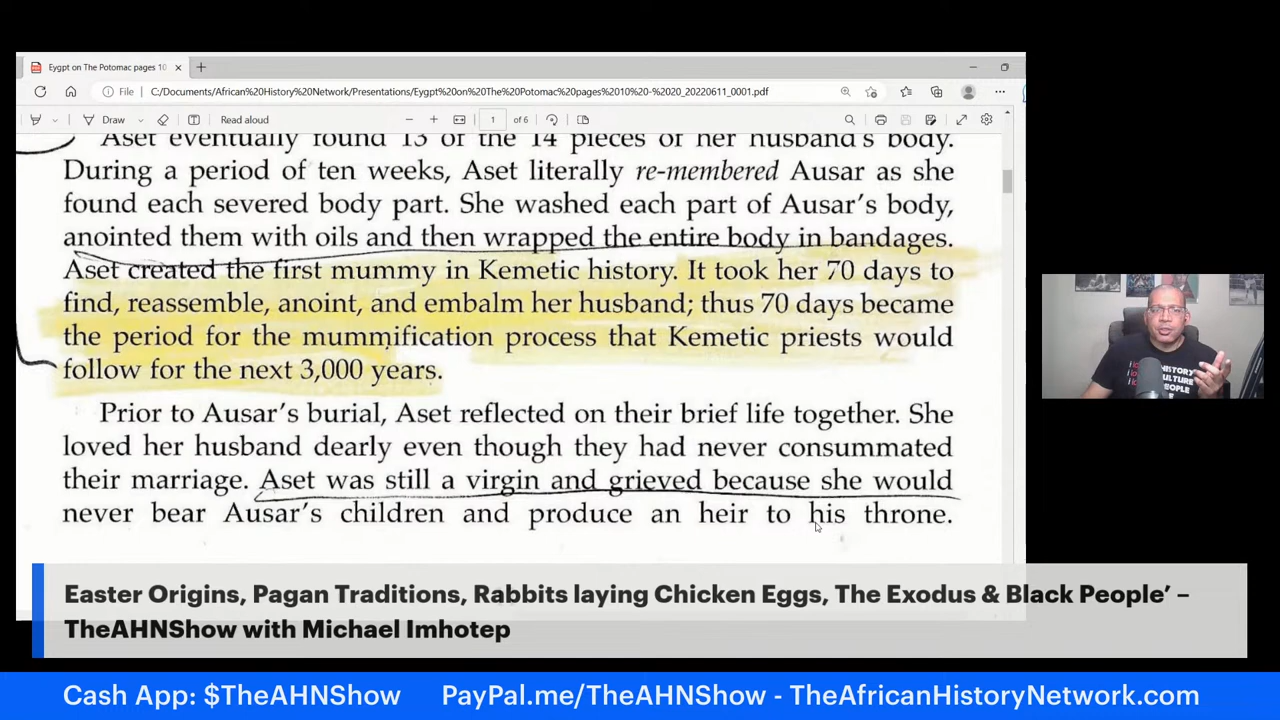 Eygpt on The Potomac pages 10
File
C:/Documents/African%20History%20Network/Presentations/Eygpt%20on%20The%20Potomac%20pages%2010%20-%2020_20220611_0001.pdf
Draw
Read aloud
1
of 6
Aset eventually found 13 of the 14 pieces of her husband's body.
During a period of ten weeks, Aset literally re-membered Ausar as she
found each severed body part. She washed each part of Ausar's body,
anointed them with oils and then wrapped the entire body in bandages.
Aset created the first mummy in Kemetic history. It took her 70 days to
find, reassemble, anoint, and embalm her husband; thus 70 days became
the period for the mummification process that Kemetic priests would
follow for the next 3,000 years.
Prior to Ausar's burial, Aset reflected on their brief life together. She
loved her husband dearly even though they had never consummated
their marriage. Aset was still a virgin and grieved because she would
never bear Ausar's children and produce an heir to his throne.
HISTORY
CULTURE
PEOPLE
Easter Origins, Pagan Traditions, Rabbits laying Chicken Eggs, The Exodus & Black People' –
TheAHNShow with Michael Imhotep
Cash App: $TheAHNShow
PayPal.me/TheAHNShow - TheAfricanHistoryNetwork.com